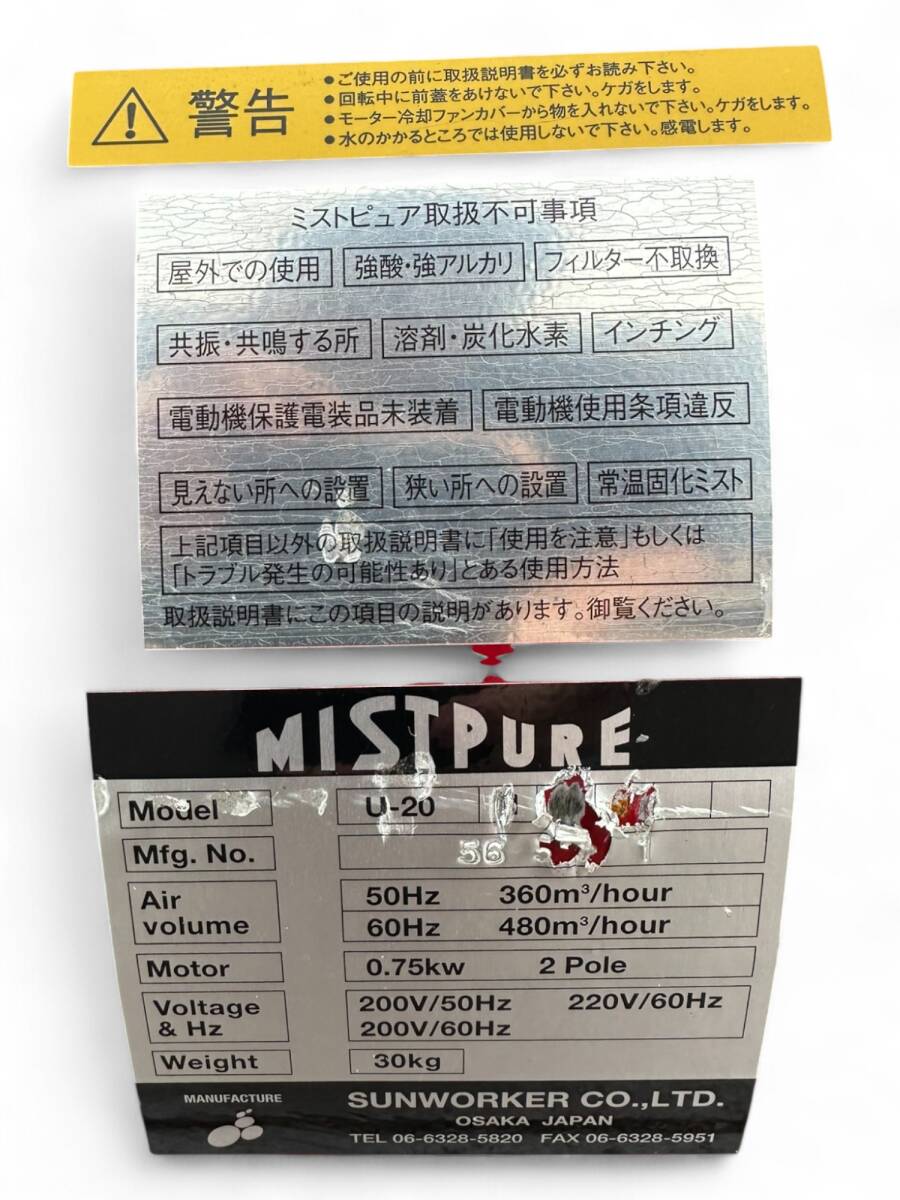 警告
●ご使用の前に取扱説明書を必ずお読み下さい。
●回転中に前蓋をあけないで下さい。ケガをします。
●モーター冷却ファンカバーから物を入れないで下さい。ケガをします。
●水のかかるところでは使用しないで下さい。感電します。
ミストピュア取扱不可事項
屋外での使用 強酸・強アルカリ フィルター不取換
共振・共鳴する所 溶剤・炭化水素 インチング
電動機保護電装品未装着 電動機使用条項違反
見えない所への設置 狭い所への設置 常温固化ミスト
上記項目以外の取扱説明書に「使用を注意」もしくは
「トラブル発生の可能性あり」とある使用方法
取扱説明書にこの項目の説明があります。御覧ください。
MISTPURE
Model U-20
Mfg. No. 56
Air volume
50Hz 360m³/hour
60Hz 480m³/hour
Motor 0.75kw 2 Pole
Voltage & Hz
200V/50Hz 220V/60Hz
200V/60Hz
Weight 30kg
MANUFACTURE SUNWORKER CO.,LTD.
OSAKA JAPAN
TEL 06-6328-5820 FAX 06-6328-5951